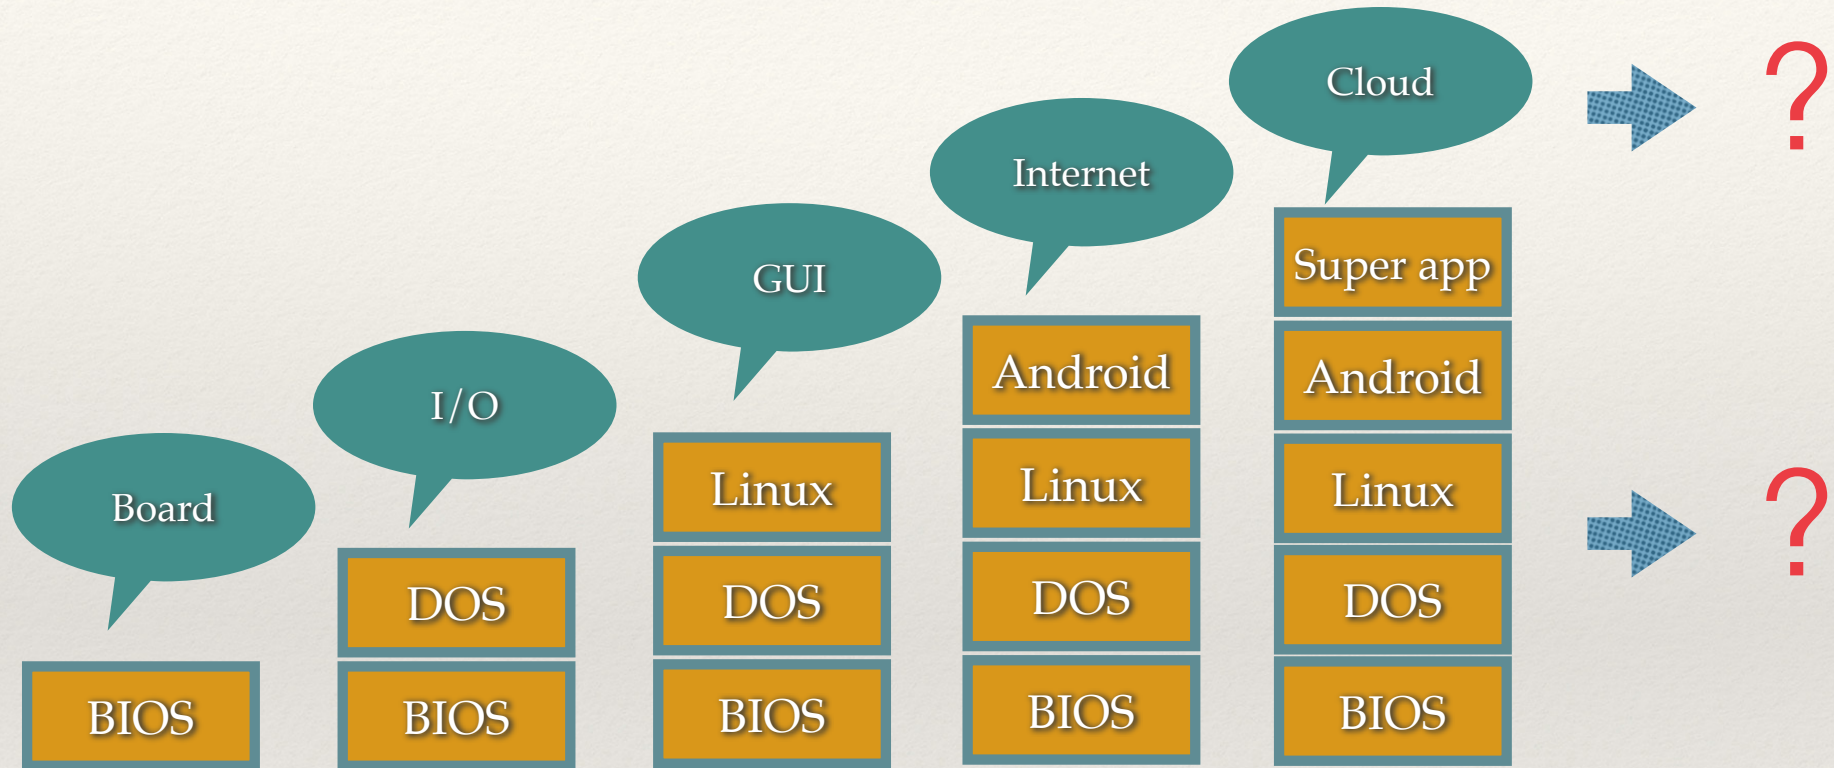 Cloud
?
Internet
Super app
GUI
Android
Android
I/O
Linux
Linux
Linux
Board
?
DOS
DOS
DOS
DOS
BIOS
BIOS
BIOS
BIOS
BIOS